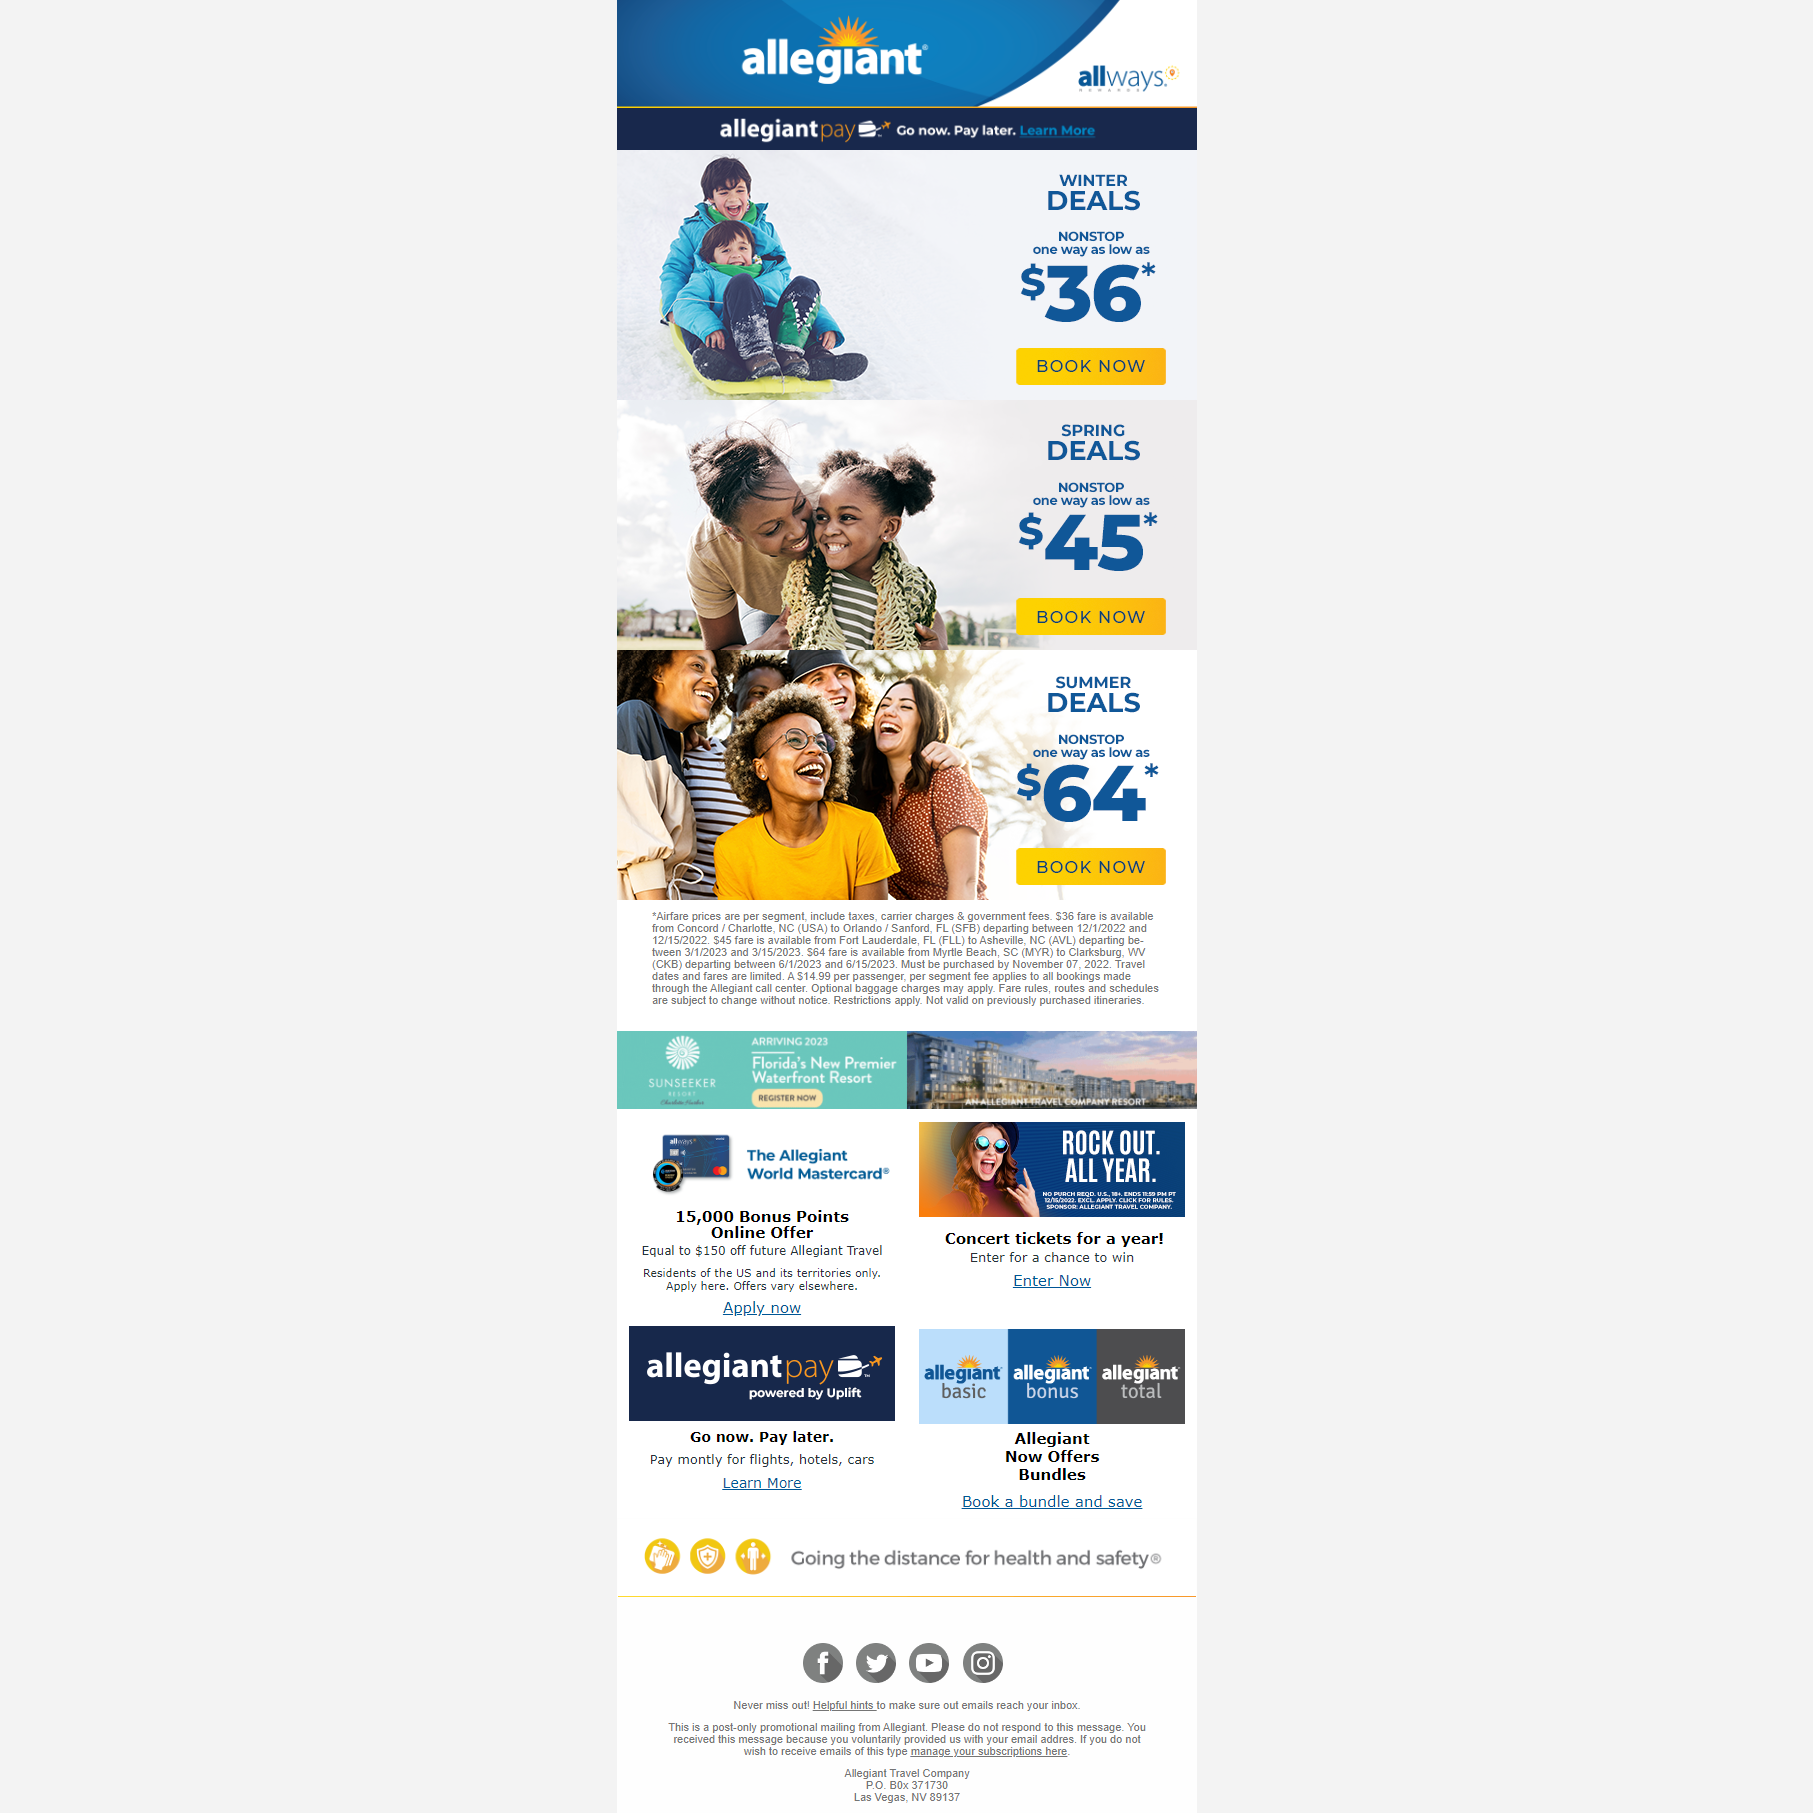 allegiant®
allways®
REWARDS
allegiantpay Go now. Pay later. Learn More
WINTER
DEALS
NONSTOP
one way as low as
$36*
BOOK NOW
SPRING
DEALS
NONSTOP
one way as low as
$45*
BOOK NOW
SUMMER
DEALS
NONSTOP
one way as low as
$64*
BOOK NOW
*Airfare prices are per segment, include taxes, carrier charges & government fees. $36 fare is available
from Concord / Charlotte, NC (USA) to Orlando / Sanford, FL (SFB) departing between 12/1/2022 and
12/15/2022. $45 fare is available from Fort Lauderdale, FL (FLL) to Asheville, NC (AVL) departing be-
tween 3/1/2023 and 3/15/2023. $64 fare is available from Myrtle Beach, SC (MYR) to Clarksburg, WV
(CKB) departing between 6/1/2023 and 6/15/2023. Must be purchased by November 07, 2022. Travel
dates and fares are limited. A $14.99 per passenger, per segment fee applies to all bookings made
through the Allegiant call center. Optional baggage charges may apply. Fare rules, routes and schedules
are subject to change without notice. Restrictions apply. Not valid on previously purchased itineraries.
SUNSEEKER
RESORT
Charlotte Harbor
ARRIVING 2023
Florida's New Premier
Waterfront Resort
REGISTER NOW
AN ALLEGIANT TRAVEL COMPANY RESORT
allways
The Allegiant
World Mastercard®
15,000 Bonus Points
Online Offer
Equal to $150 off future Allegiant Travel
Residents of the US and its territories only.
Apply here. Offers vary elsewhere.
Apply now
ROCK OUT.
ALL YEAR.
NO PURCH REQD. U.S., 18+. ENDS 11:59 PM PT
12/15/2022. EXCL. APPLY. CLICK FOR RULES.
SPONSOR: ALLEGIANT TRAVEL COMPANY.
Concert tickets for a year!
Enter for a chance to win
Enter Now
allegiantpay™
powered by Uplift
Go now. Pay later.
Pay montly for flights, hotels, cars
Learn More
allegiant
basic
allegiant
bonus
allegiant
total
Allegiant
Now Offers
Bundles
Book a bundle and save
Going the distance for health and safety®
Never miss out! Helpful hints to make sure out emails reach your inbox.
This is a post-only promotional mailing from Allegiant. Please do not respond to this message. You
received this message because you voluntarily provided us with your email addres. If you do not
wish to receive emails of this type manage your subscriptions here.
Allegiant Travel Company
P.O. B0x 371730
Las Vegas, NV 89137